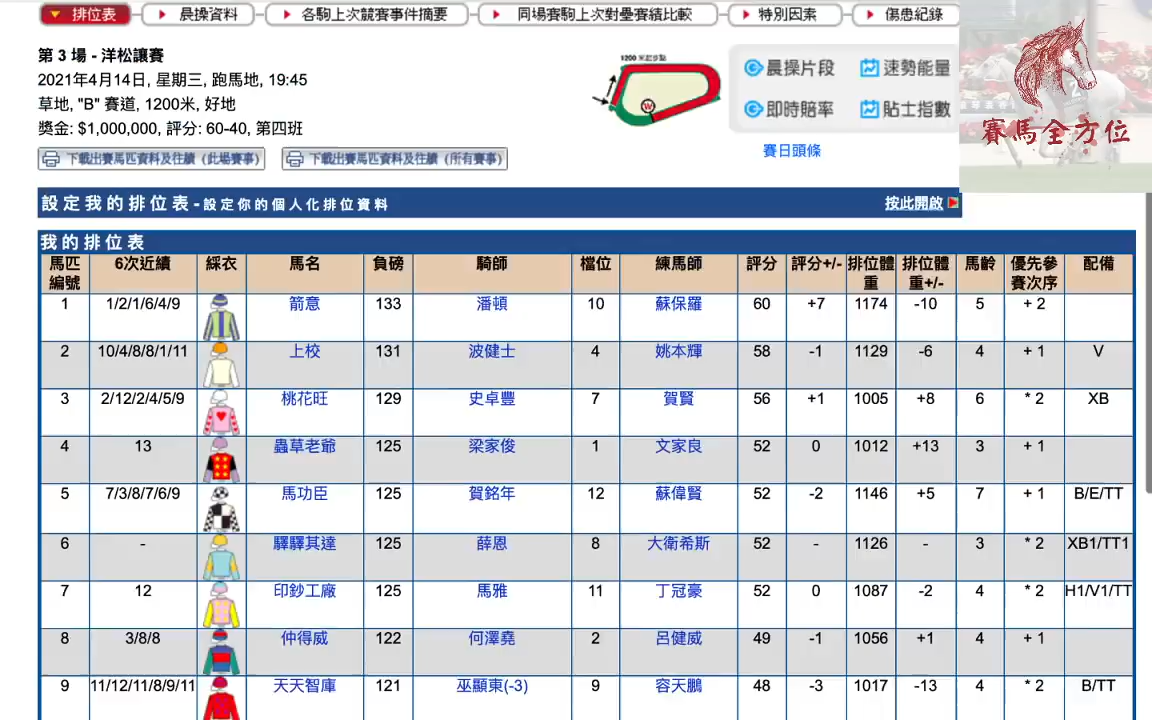 排位表 晨操資料 各駒上次競賽事件摘要 同場賽駒上次對壘賽績比較 特別因素 傷患紀錄
第 3 場 - 洋松讓賽
2021年4月14日, 星期三, 跑馬地, 19:45
草地, "B" 賽道, 1200米, 好地
獎金: $1,000,000, 評分: 60-40, 第四班
下載出賽馬匹資料及往績 (此場賽事) 下載出賽馬匹資料及往績 (所有賽事)
1200 米起步點
W
晨操片段 速勢能量
即時賠率 貼士指數
賽日頭條
賽馬全方位
設定我的排位表 - 設定你的個人化排位資料 按此開啟
我的排位表
馬匹編號 6次近績 綵衣 馬名 負磅 騎師 檔位 練馬師 評分 評分+/- 排位體重 排位體重+/- 馬齡 優先參賽次序 配備
1 1/2/1/6/4/9 箭意 133 潘頓 10 蘇保羅 60 +7 1174 -10 5 + 2
2 10/4/8/8/1/11 上校 131 波健士 4 姚本輝 58 -1 1129 -6 4 + 1 V
3 2/12/2/4/5/9 桃花旺 129 史卓豐 7 賀賢 56 +1 1005 +8 6 * 2 XB
4 13 蟲草老爺 125 梁家俊 1 文家良 52 0 1012 +13 3 + 1
5 7/3/8/7/6/9 馬功臣 125 賀銘年 12 蘇偉賢 52 -2 1146 +5 7 + 1 B/E/TT
6 - 驛驛其達 125 薛恩 8 大衛希斯 52 - 1126 - 3 * 2 XB1/TT1
7 12 印鈔工廠 125 馬雅 11 丁冠豪 52 0 1087 -2 4 * 2 H1/V1/TT
8 3/8/8 仲得威 122 何澤堯 2 呂健威 49 -1 1056 +1 4 + 1
9 11/12/11/8/9/11 天天智庫 121 巫顯東(-3) 9 容天鵬 48 -3 1017 -13 4 * 2 B/TT